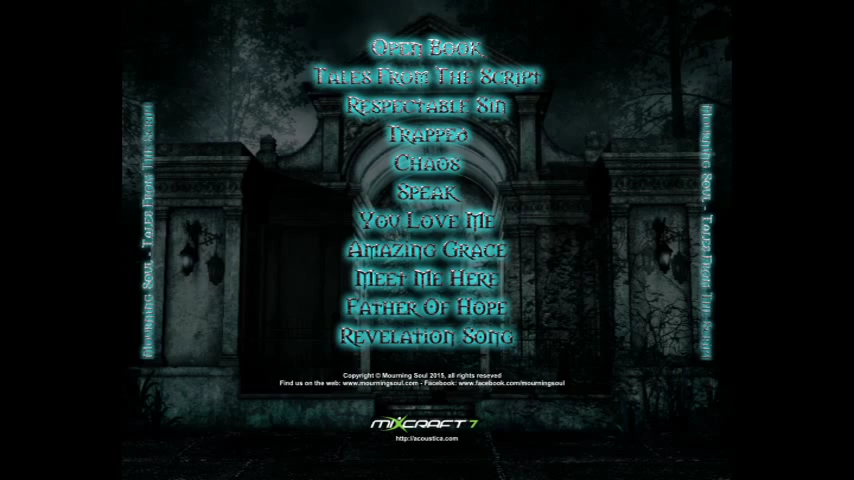 Open Book
Tales From The Script
Respectable Sin
Trapped
Chaos
Speak
You Love Me
Amazing Grace
Meet Me Here
Father Of Hope
Revelation Song
Mourning Soul - Tales From The Script
Mourning Soul - Tales From The Script
Copyright © Mourning Soul 2015, all rights reseved
Find us on the web: www.mourningsoul.com - Facebook: www.facebook.com/mourningsoul
MIXCRAFT 7
http://acoustica.com